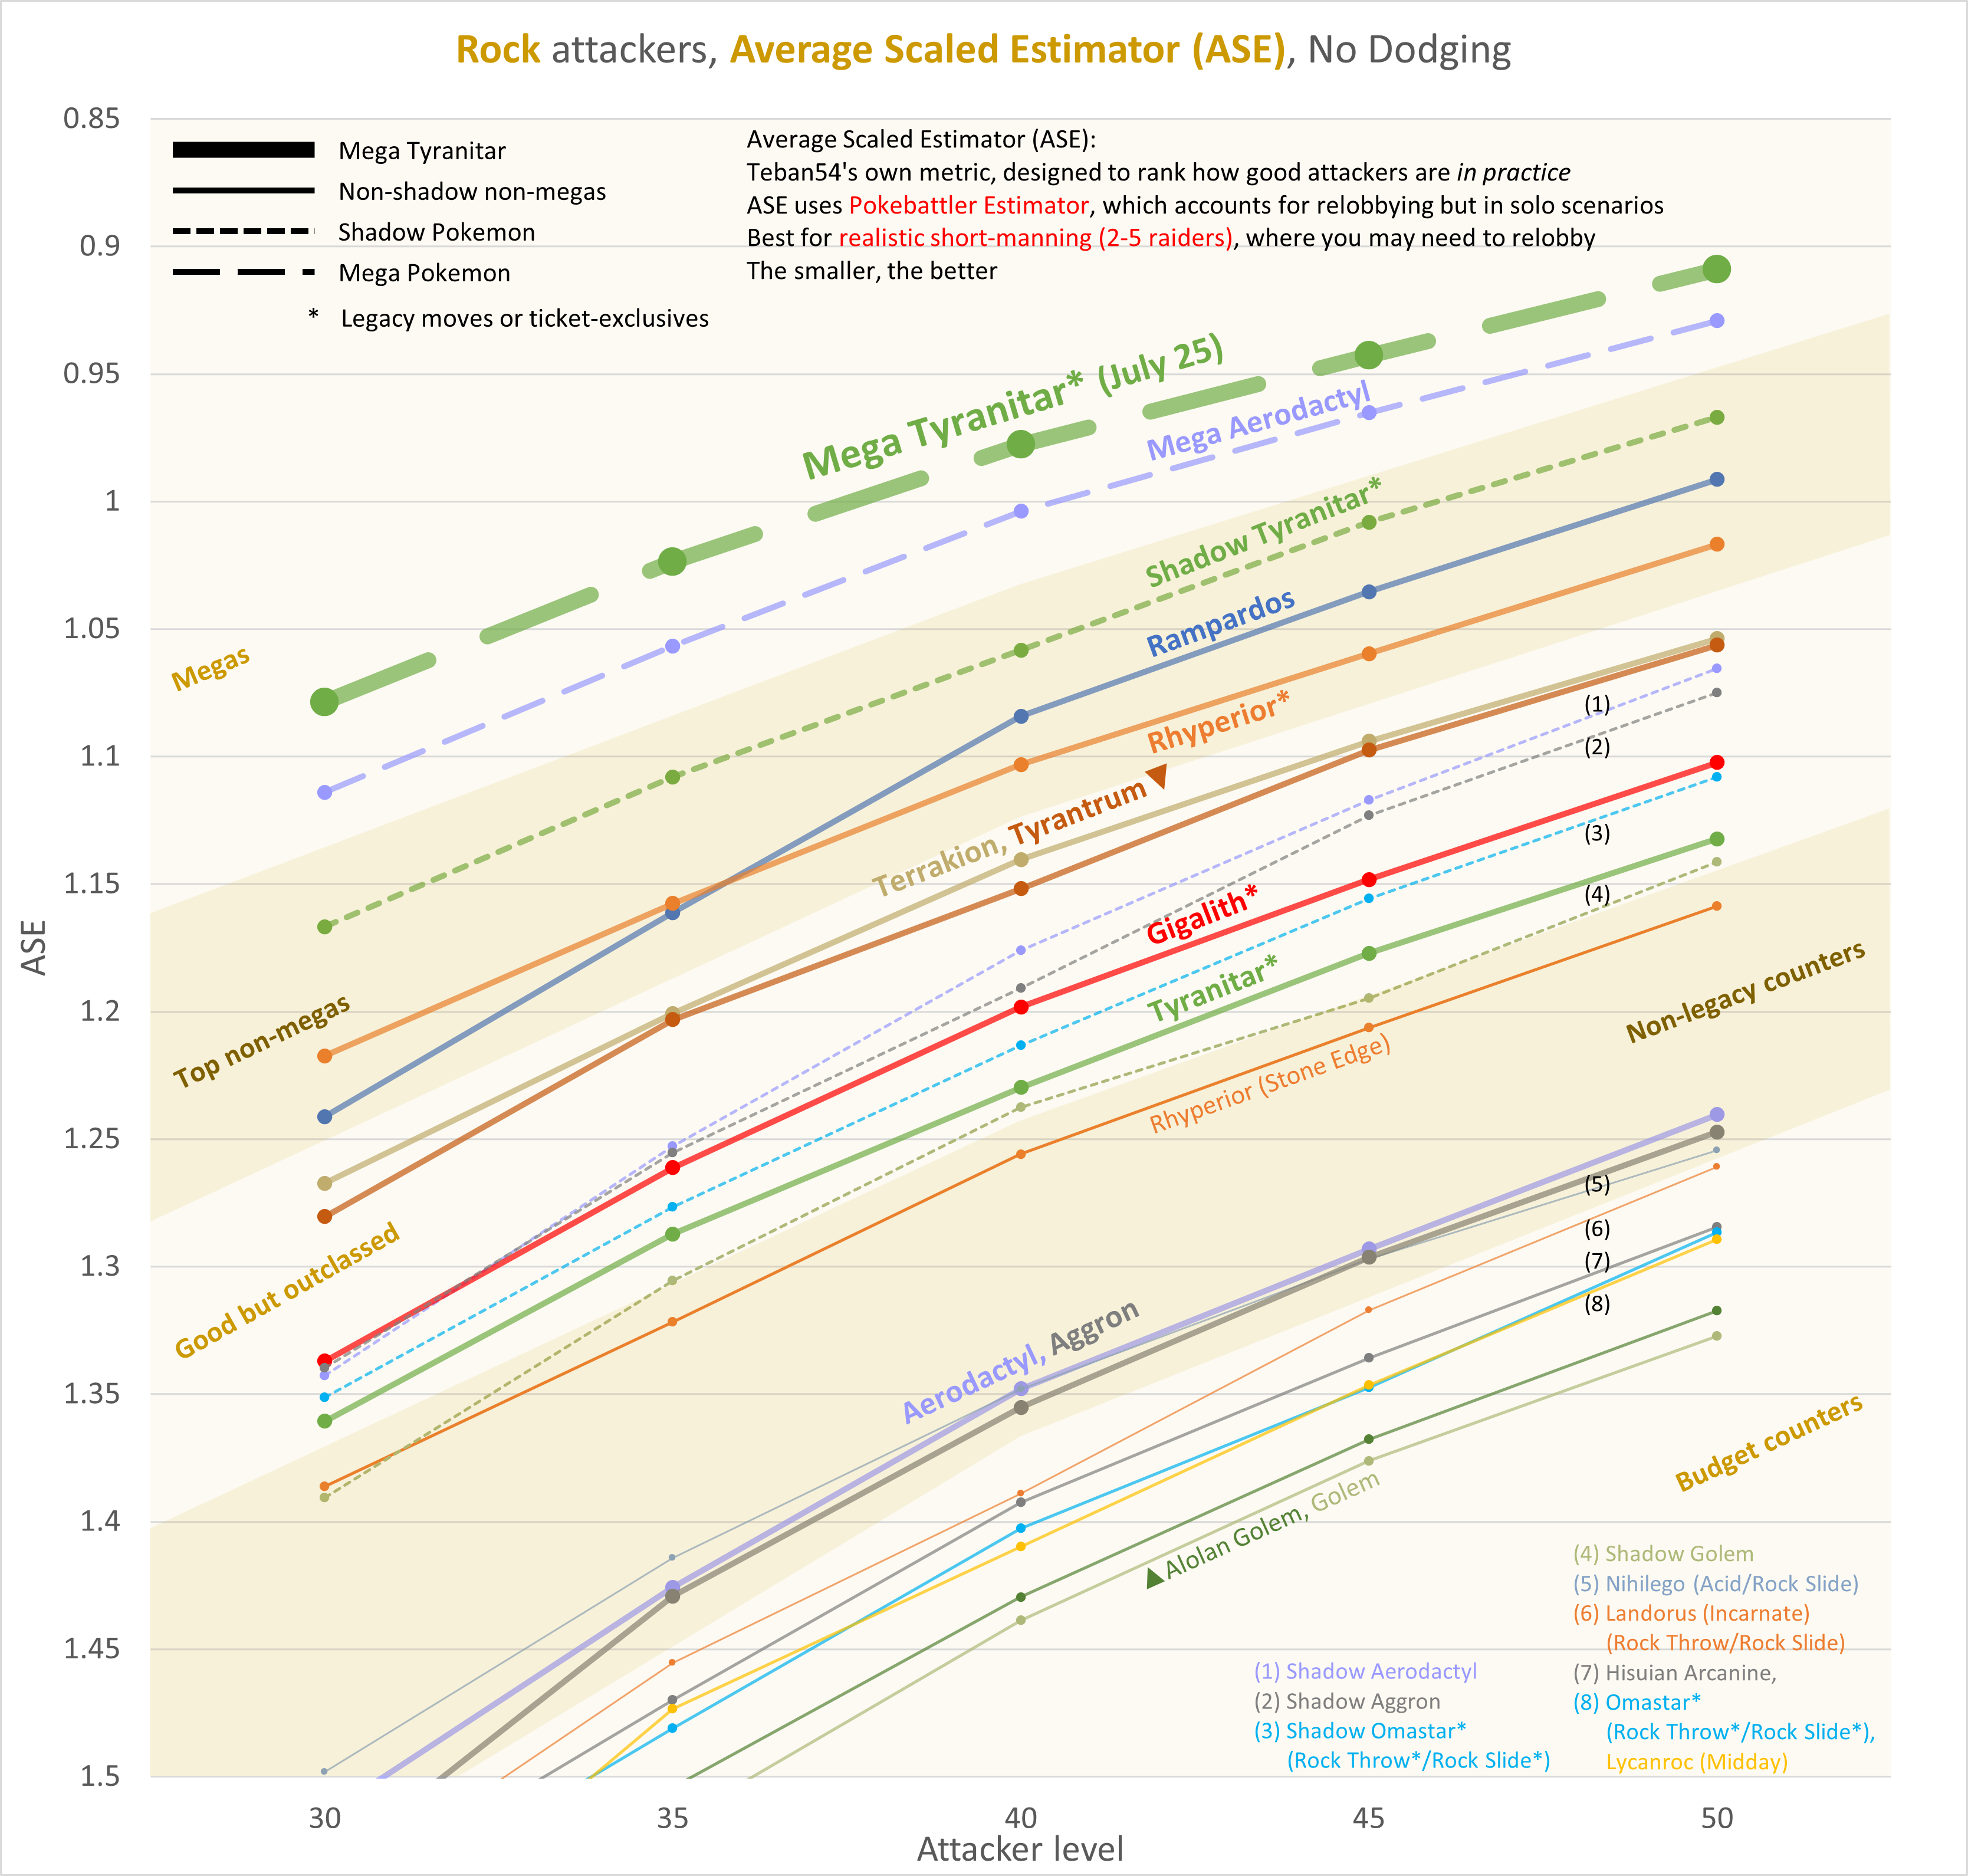 Rock attackers, Average Scaled Estimator (ASE), No Dodging
0.85
0.9
0.95
1
1.05
1.1
1.15
1.2
1.25
1.3
1.35
1.4
1.45
1.5
ASE
Mega Tyranitar
Non-shadow non-megas
Shadow Pokemon
Mega Pokemon
* Legacy moves or ticket-exclusives
Average Scaled Estimator (ASE):
Teban54's own metric, designed to rank how good attackers are in practice
ASE uses Pokebattler Estimator, which accounts for relobbying but in solo scenarios
Best for realistic short-manning (2-5 raiders), where you may need to relobby
The smaller, the better
Mega Tyranitar* (July 25)
Mega Aerodactyl
Shadow Tyranitar*
Rampardos
Megas
Rhyperior*
(1)
(2)
Terrakion, Tyrantrum
(3)
(4)
Gigalith*
Tyranitar*
Top non-megas
Non-legacy counters
Rhyperior (Stone Edge)
(5)
(6)
(7)
(8)
Good but outclassed
Aerodactyl, Aggron
Budget counters
Alolan Golem, Golem
(1) Shadow Aerodactyl
(2) Shadow Aggron
(3) Shadow Omastar*
(Rock Throw*/Rock Slide*)
(4) Shadow Golem
(5) Nihilego (Acid/Rock Slide)
(6) Landorus (Incarnate)
(Rock Throw/Rock Slide)
(7) Hisuian Arcanine,
(8) Omastar*
(Rock Throw*/Rock Slide*),
Lycanroc (Midday)
30 35 40 45 50
Attacker level